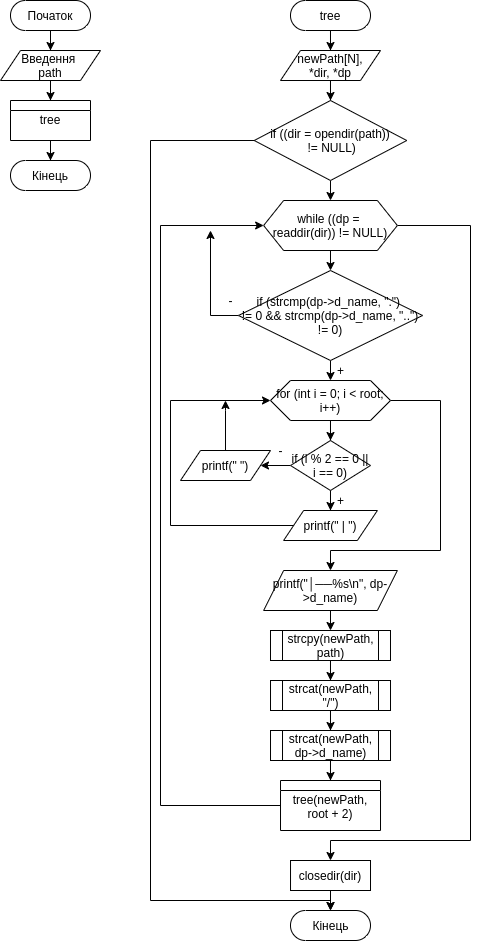 Початок
Введення
path
tree
Кінець
tree
newPath[N],
*dir, *dp
if ((dir = opendir(path))
!= NULL)
while ((dp =
readdir(dir)) != NULL)
if (strcmp(dp->d_name, ".")
!= 0 && strcmp(dp->d_name, "..")
!= 0)
-
+
for (int i = 0; i < root;
i++)
if (i % 2 == 0 ||
i == 0)
-
+
printf(" ")
printf(" | ")
printf("│──%s\n", dp-
>d_name)
strcpy(newPath,
path)
strcat(newPath,
"/")
strcat(newPath,
dp->d_name)
tree(newPath,
root + 2)
closedir(dir)
Кінець